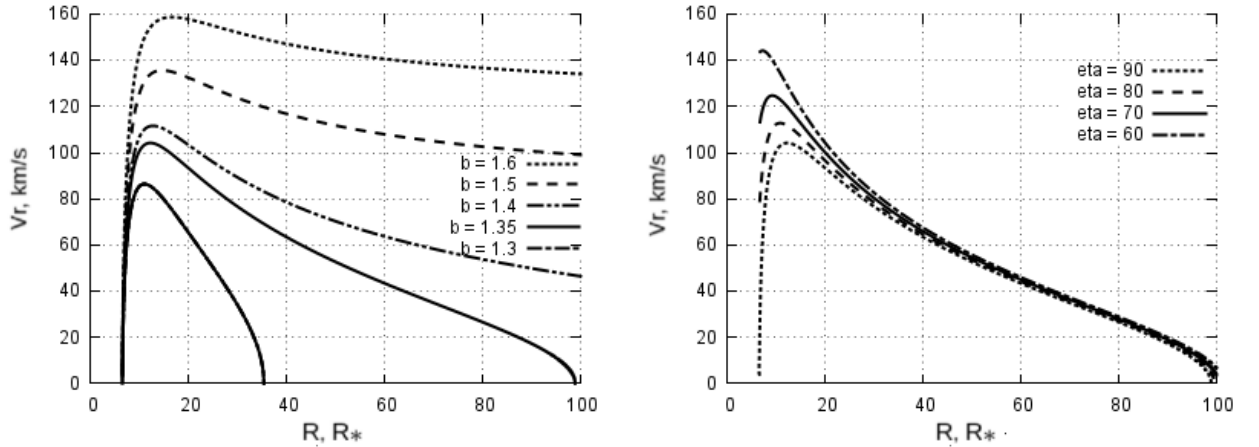 160
140
120
100
80
60
40
20
0
Vr, km/s
b = 1.6
b = 1.5
b = 1.4
b = 1.35
b = 1.3
0 20 40 60 80 100
R, R*
160
140
120
100
80
60
40
20
0
Vr, km/s
eta = 90
eta = 80
eta = 70
eta = 60
0 20 40 60 80 100
R, R*